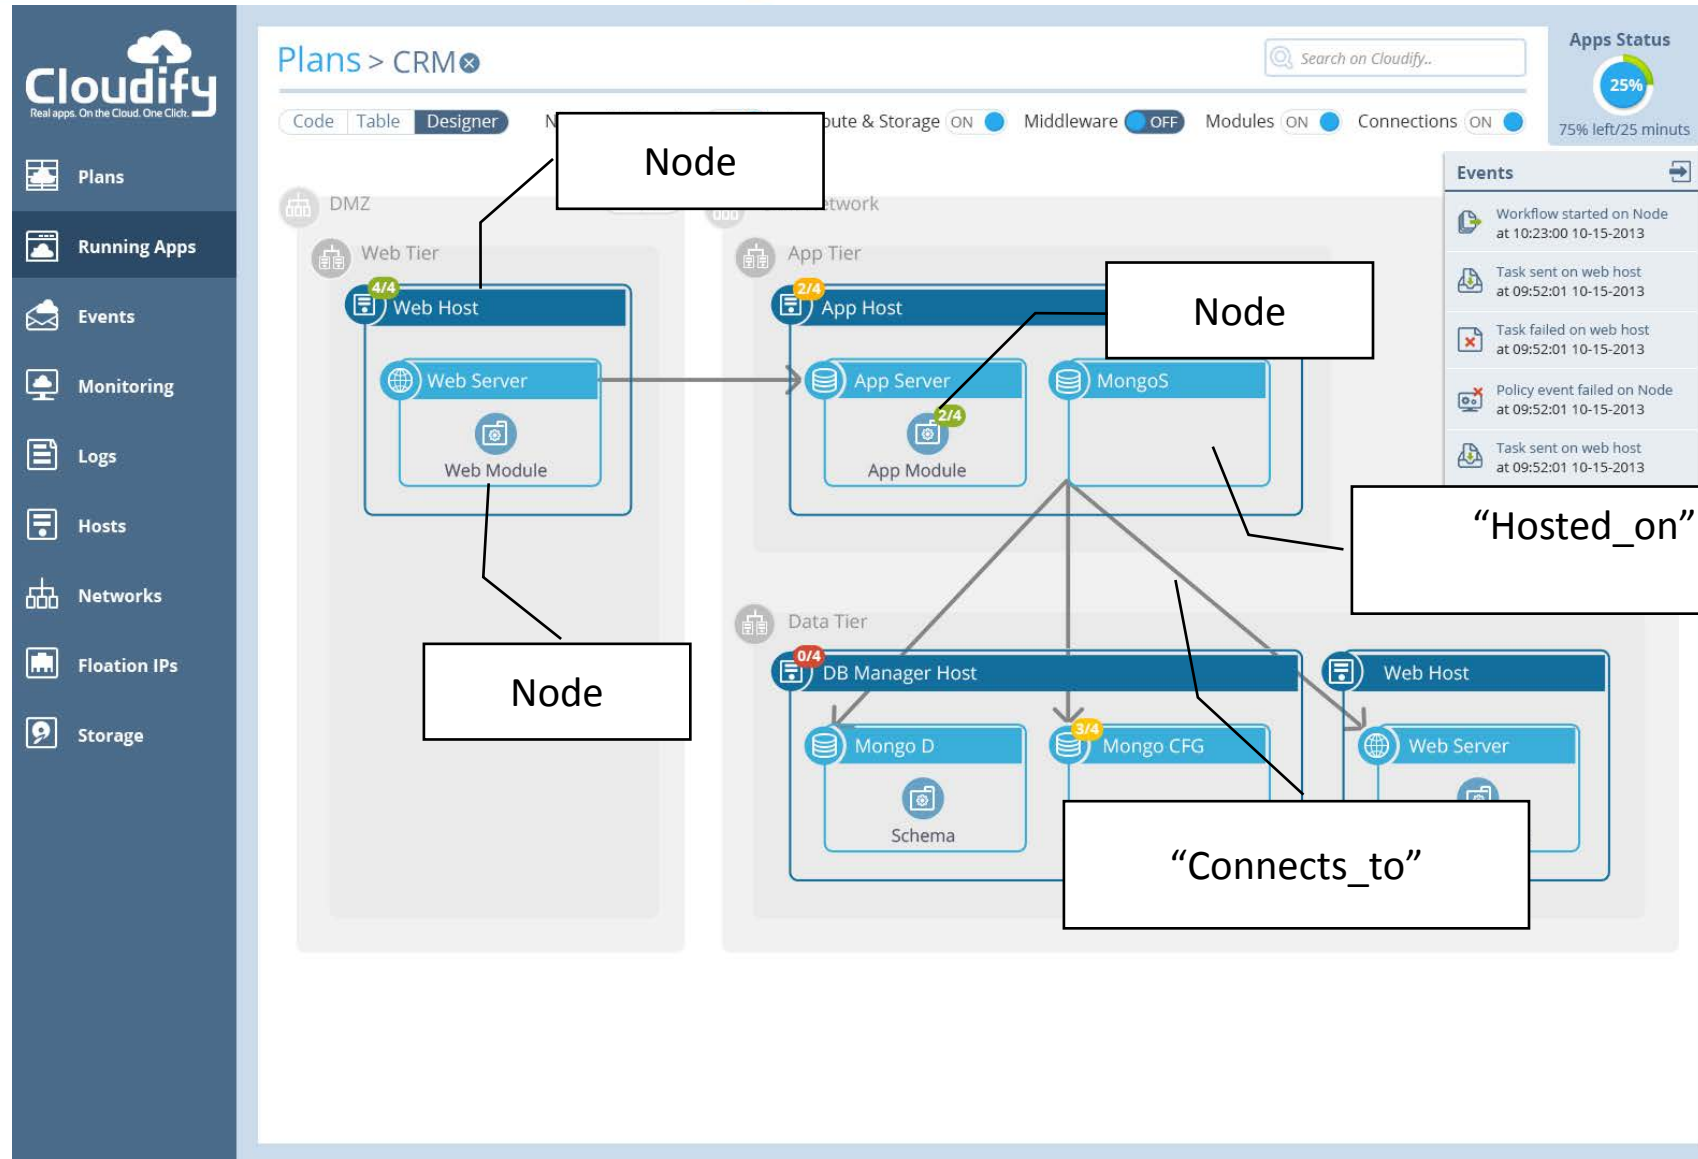 Cloudify
Real apps. On the Cloud. One Clich.
Plans
Running Apps
Events
Monitoring
Logs
Hosts
Networks
Floation IPs
Storage
Plans > CRM
Search on Cloudify..
Code Table Designer & Storage ON Middleware OFF Modules ON Connections ON
Apps Status
25%
75% left/25 minuts
Events
Workflow started on Node
at 10:23:00 10-15-2013
Task sent on web host
at 09:52:01 10-15-2013
Task failed on web host
at 09:52:01 10-15-2013
Policy event failed on Node
at 09:52:01 10-15-2013
Task sent on web host
at 09:52:01 10-15-2013
Node
DMZ
Web Tier
4/4
Web Host
Web Server
Web Module
Node
App Tier
2/4
App Host
Node
App Server
2/4
App Module
MongoS
“Hosted_on”
Data Tier
0/4
DB Manager Host
Mongo D
Schema
3/4
Mongo CFG
Web Host
Web Server
“Connects_to”